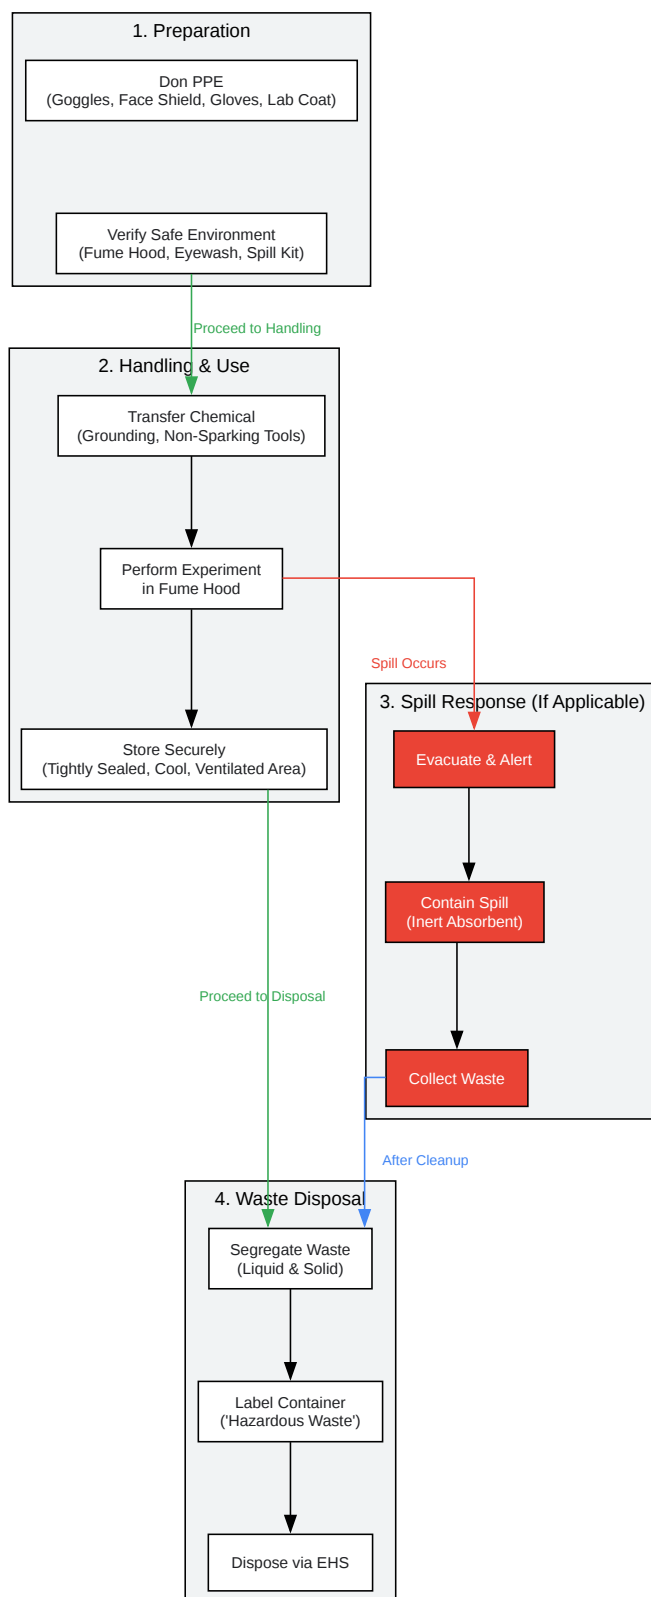 1. Preparation
Don PPE
(Goggles, Face Shield, Gloves, Lab Coat)
Verify Safe Environment
(Fume Hood, Eyewash, Spill Kit)
Proceed to Handling
2. Handling & Use
Transfer Chemical
(Grounding, Non-Sparking Tools)
Perform Experiment
in Fume Hood
Spill Occurs
Store Securely
(Tightly Sealed, Cool, Ventilated Area)
3. Spill Response (If Applicable)
Evacuate & Alert
Contain Spill
(Inert Absorbent)
Proceed to Disposal
Collect Waste
After Cleanup
4. Waste Disposal
Segregate Waste
(Liquid & Solid)
Label Container
('Hazardous Waste')
Dispose via EHS